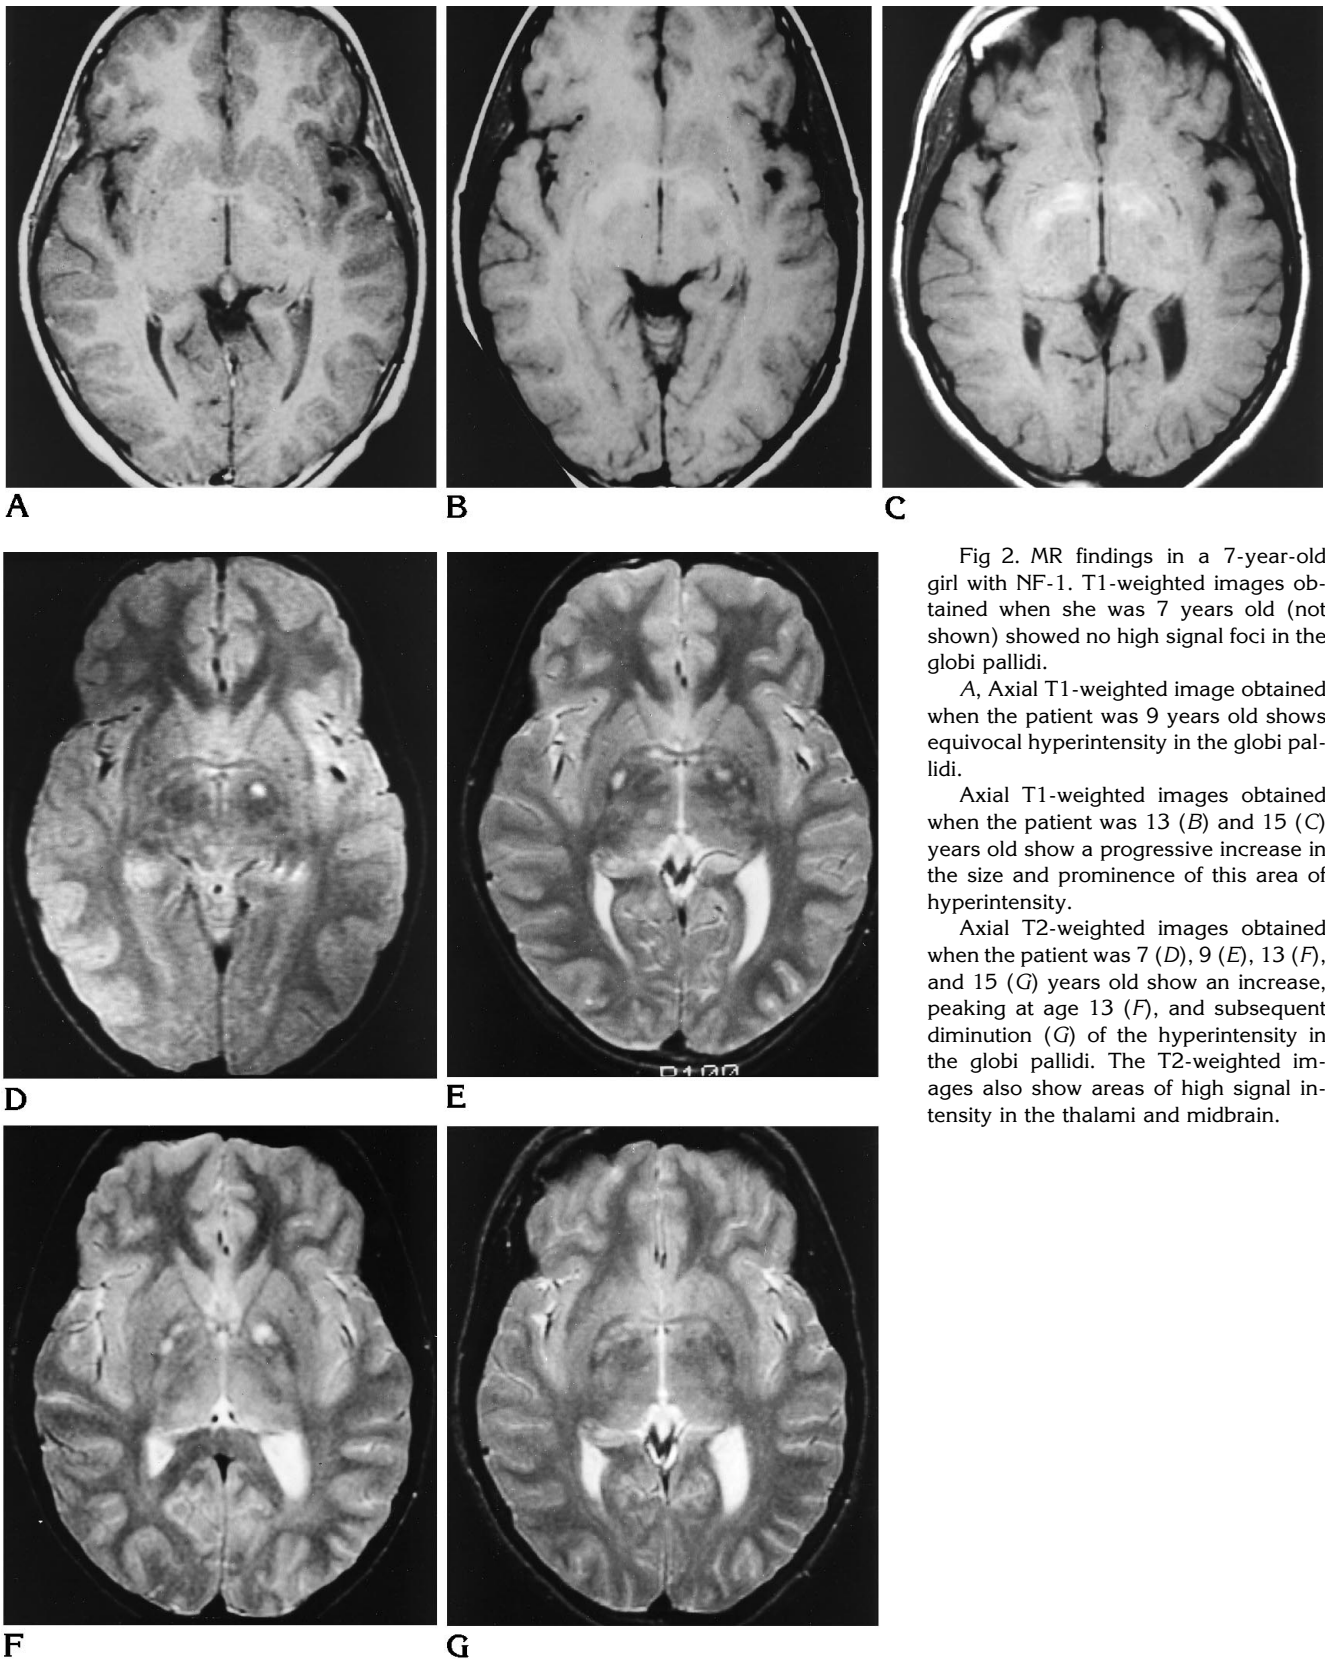 A
B
C
Fig 2. MR findings in a 7-year-old
girl with NF-1. T1-weighted images ob-
tained when she was 7 years old (not
shown) showed no high signal foci in the
globi pallidi.
A, Axial T1-weighted image obtained
when the patient was 9 years old shows
equivocal hyperintensity in the globi pal-
lidi.
Axial T1-weighted images obtained
when the patient was 13 (B) and 15 (C)
years old show a progressive increase in
the size and prominence of this area of
hyperintensity.
Axial T2-weighted images obtained
when the patient was 7 (D), 9 (E), 13 (F),
and 15 (G) years old show an increase,
peaking at age 13 (F), and subsequent
diminution (G) of the hyperintensity in
the globi pallidi. The T2-weighted im-
ages also show areas of high signal in-
tensity in the thalami and midbrain.
D
E
F
G